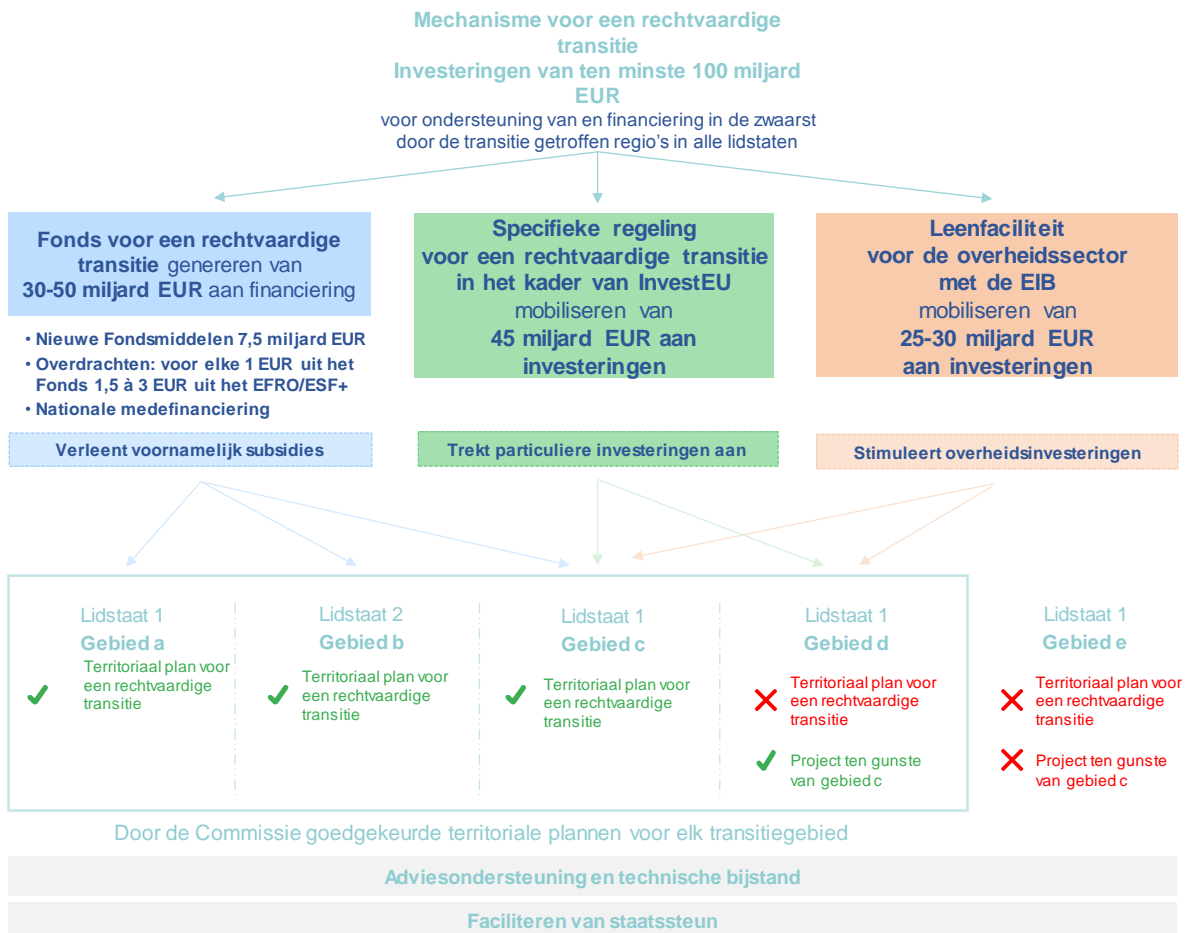 Mechanisme voor een rechtvaardige
transitie
Investeringen van ten minste 100 miljard
EUR
voor ondersteuning van en financiering in de zwaarst
door de transitie getroffen regio's in alle lidstaten
Fonds voor een rechtvaardige
transitie genereren van
30-50 miljard EUR aan financiering
• Nieuwe Fondsmiddelen 7,5 miljard EUR
• Overdrachten: voor elke 1 EUR uit het
Fonds 1,5 à 3 EUR uit het EFRO/ESF+
• Nationale medefinanciering
Verleent voornamelijk subsidies
Specifieke regeling
voor een rechtvaardige transitie
in het kader van InvestEU
mobiliseren van
45 miljard EUR aan
investeringen
Trekt particuliere investeringen aan
Leenfaciliteit
voor de overheidssector
met de EIB
mobiliseren van
25-30 miljard EUR
aan investeringen
Stimuleert overheidsinvesteringen
Lidstaat 1
Gebied a
Territoriaal plan voor
een rechtvaardige
transitie
Lidstaat 2
Gebied b
Territoriaal plan voor
een rechtvaardige
transitie
Lidstaat 1
Gebied c
Territoriaal plan voor
een rechtvaardige
transitie
Lidstaat 1
Gebied d
Territoriaal plan voor
een rechtvaardige
transitie
Project ten gunste
van gebied c
Lidstaat 1
Gebied e
Territoriaal plan voor
een rechtvaardige
transitie
Project ten gunste
van gebied c
Door de Commissie goedgekeurde territoriale plannen voor elk transitiegebied
Adviesondersteuning en technische bijstand
Faciliteren van staatssteun